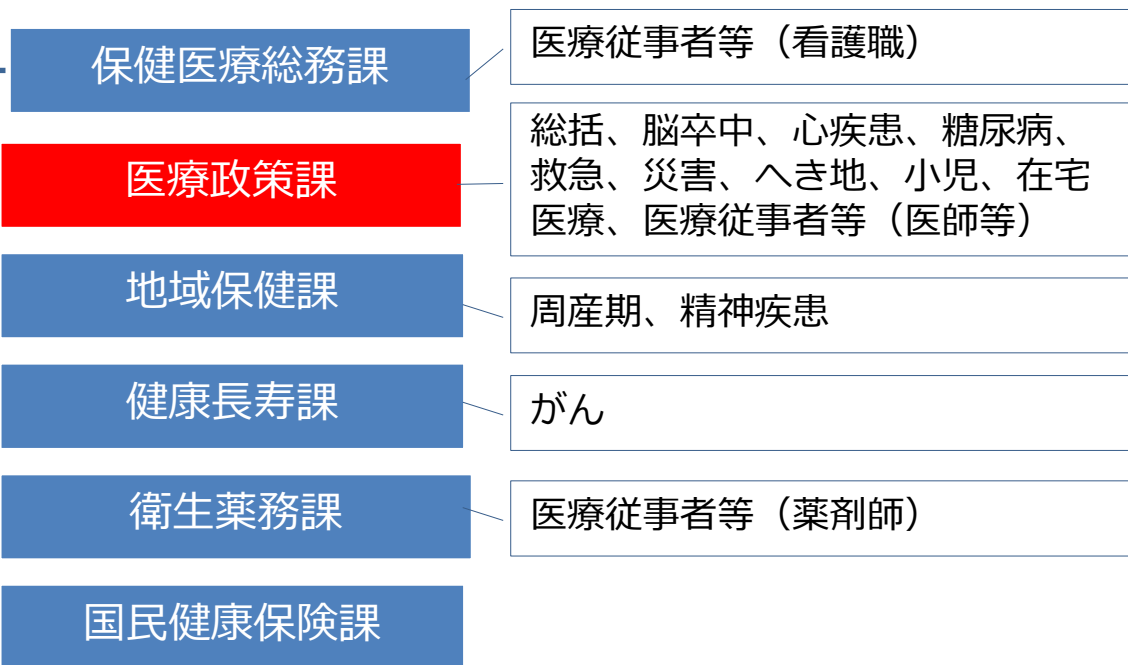 保健医療総務課
医療従事者等（看護職）
医療政策課
総括、脳卒中、心疾患、糖尿病、
救急、災害、へき地、小児、在宅
医療、医療従事者等（医師等）
地域保健課
周産期、精神疾患
健康長寿課
がん
衛生薬務課
医療従事者等（薬剤師）
国民健康保険課